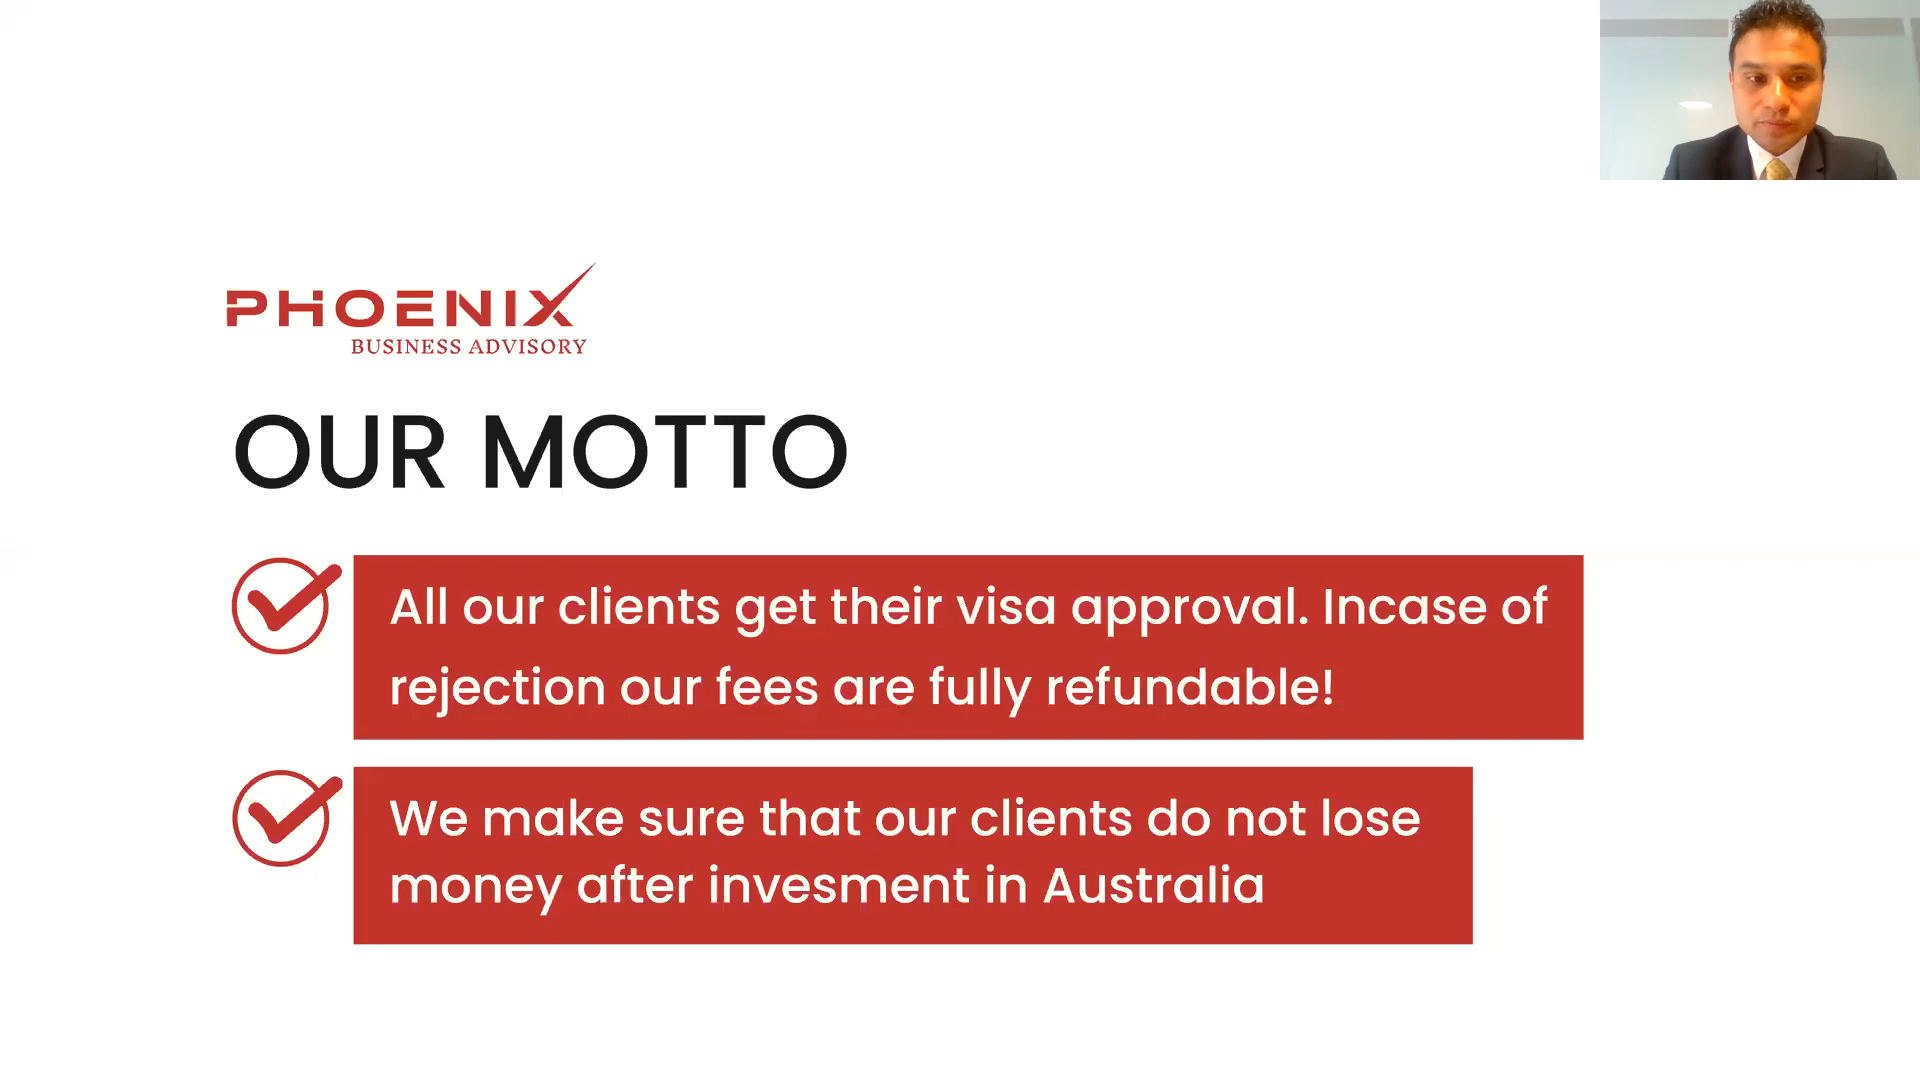 PHOENIX
BUSINESS ADVISORY
OUR MOTTO
All our clients get their visa approval. Incase of
rejection our fees are fully refundable!
We make sure that our clients do not lose
money after invesment in Australia